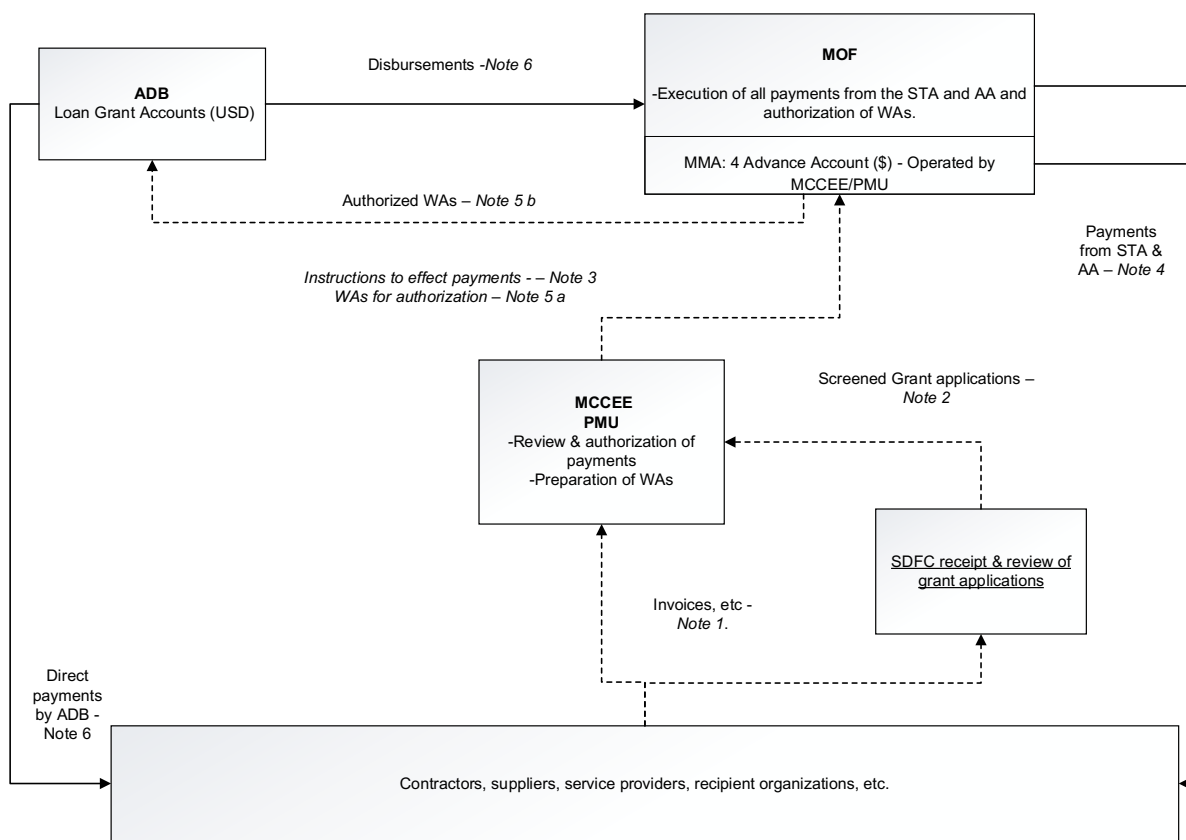 Disbursements -Note 6
ADB
Loan Grant Accounts (USD)
MOF
-Execution of all payments from the STA and AA and
authorization of WAs.
MMA: 4 Advance Account ($) - Operated by
MCCEE/PMU
Authorized WAs – Note 5 b
Payments
from STA &
AA – Note 4
Instructions to effect payments - – Note 3
WAs for authorization – Note 5 a
Screened Grant applications –
Note 2
MCCEE
PMU
-Review & authorization of
payments
-Preparation of WAs
SDFC receipt & review of
grant applications
Invoices, etc -
Note 1.
Direct
payments
by ADB -
Note 6
Contractors, suppliers, service providers, recipient organizations, etc.